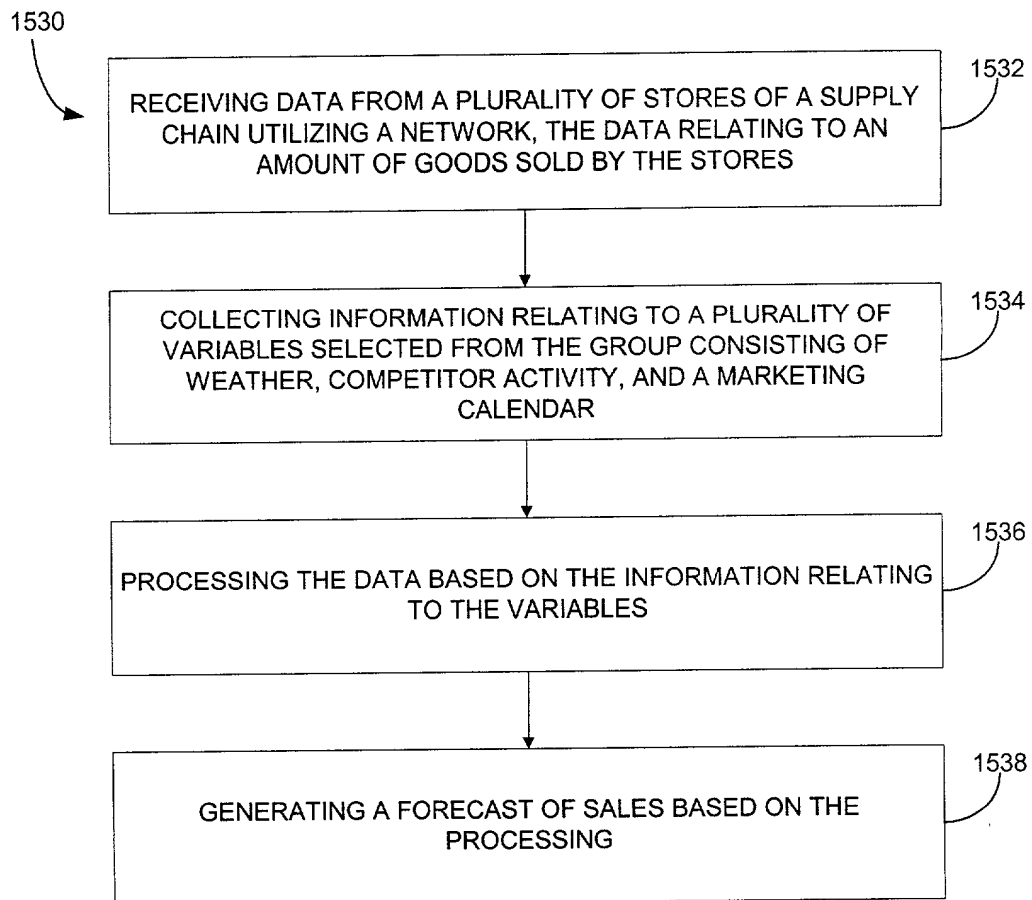 1530
1532
RECEIVING DATA FROM A PLURALITY OF STORES OF A SUPPLY
CHAIN UTILIZING A NETWORK, THE DATA RELATING TO AN
AMOUNT OF GOODS SOLD BY THE STORES
1534
COLLECTING INFORMATION RELATING TO A PLURALITY OF
VARIABLES SELECTED FROM THE GROUP CONSISTING OF
WEATHER, COMPETITOR ACTIVITY, AND A MARKETING
CALENDAR
1536
PROCESSING THE DATA BASED ON THE INFORMATION RELATING
TO THE VARIABLES
1538
GENERATING A FORECAST OF SALES BASED ON THE
PROCESSING